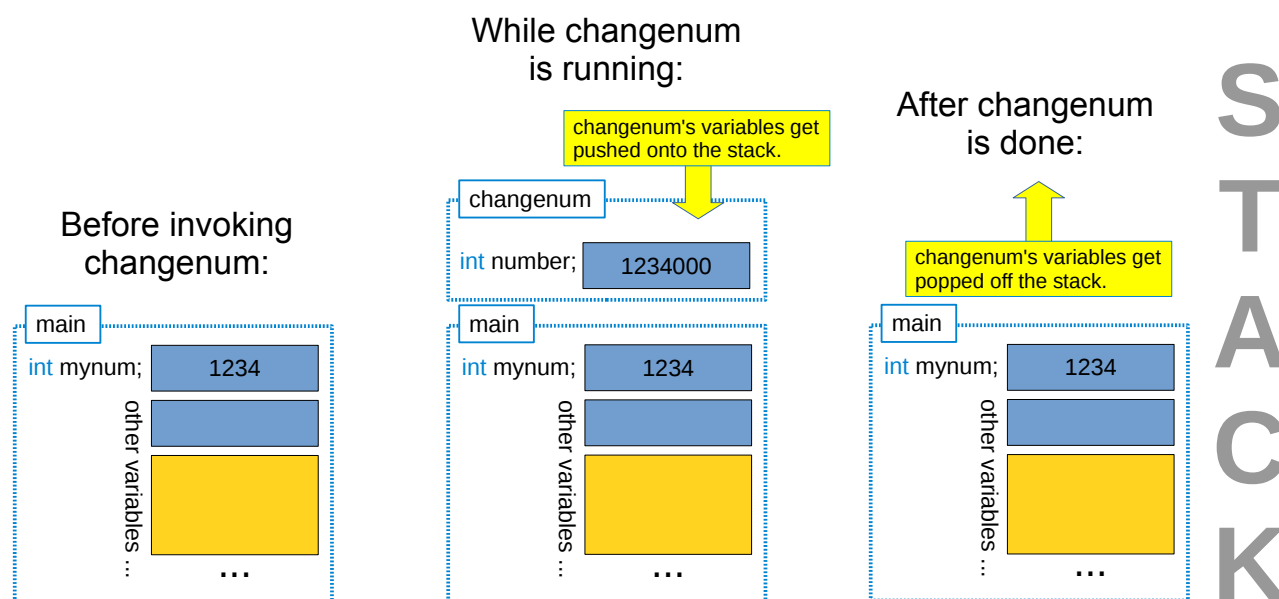 Before invoking
changenum:
main
int mynum;
1234
other variables ...
...
While changenum
is running:
changenum's variables get
pushed onto the stack.
changenum
int number;
1234000
main
int mynum;
1234
other variables ...
...
After changenum
is done:
changenum's variables get
popped off the stack.
main
int mynum;
1234
other variables ...
...
STACK